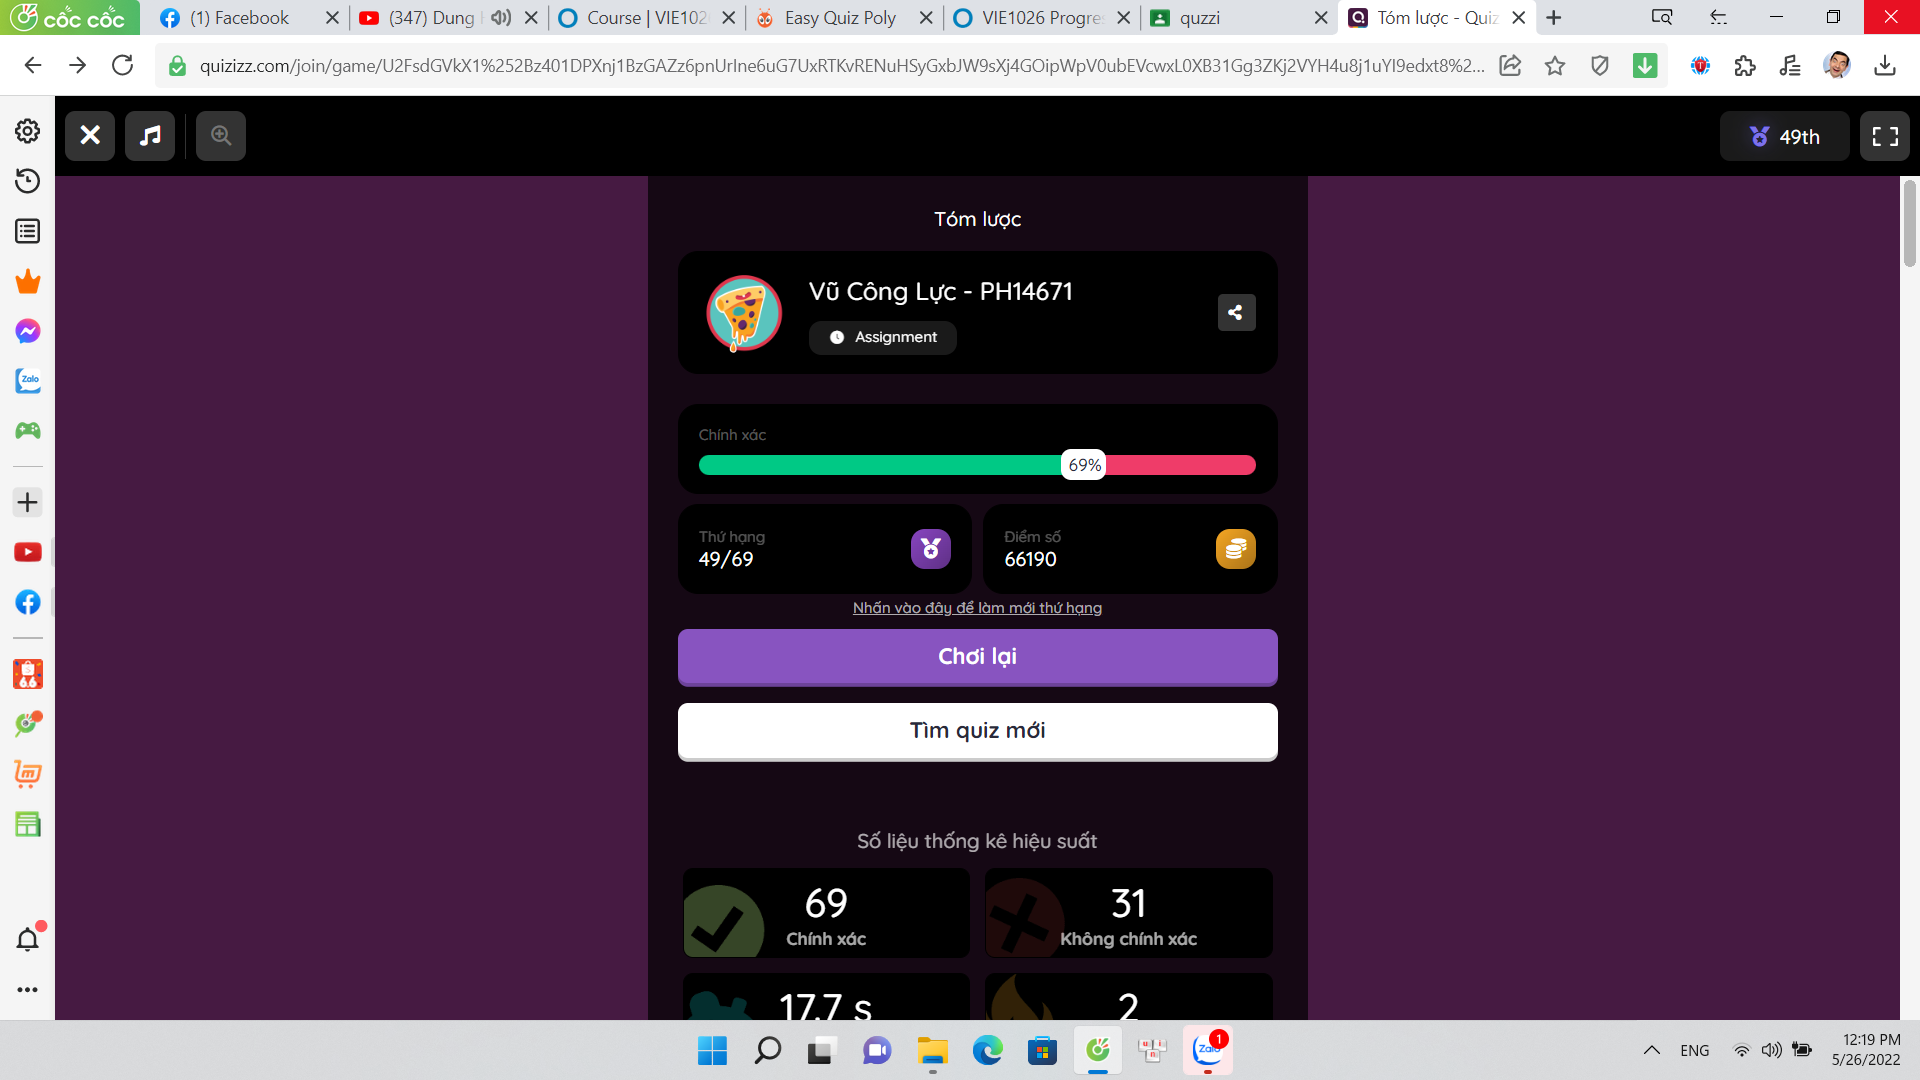 cốc cốc
(1) Facebook
(347) Dung
Course | VIE102
Easy Quiz Poly
VIE1026 Progre
quzzi
Tóm lược - Quiz
quizizz.com/join/game/U2FsdGVkX1%252Bz401DPXnj1BzGAZz6pnUrIne6uG7UxRTKvRENuHSyGxbJW9sXj4GOipWpV0ubEVcwxL0XB31Gg3ZKj2VYH4u8j1uYl9edxt8%2...
49th
Tóm lược
Vũ Công Lực - PH14671
Assignment
Chính xác
69%
Thứ hạng
49/69
Điểm số
66190
Nhấn vào đây để làm mới thứ hạng
Chơi lại
Tìm quiz mới
Số liệu thống kê hiệu suất
69
Chính xác
31
Không chính xác
17.7 s
2
Zalo
Zalo
1
ENG
12:19 PM
5/26/2022